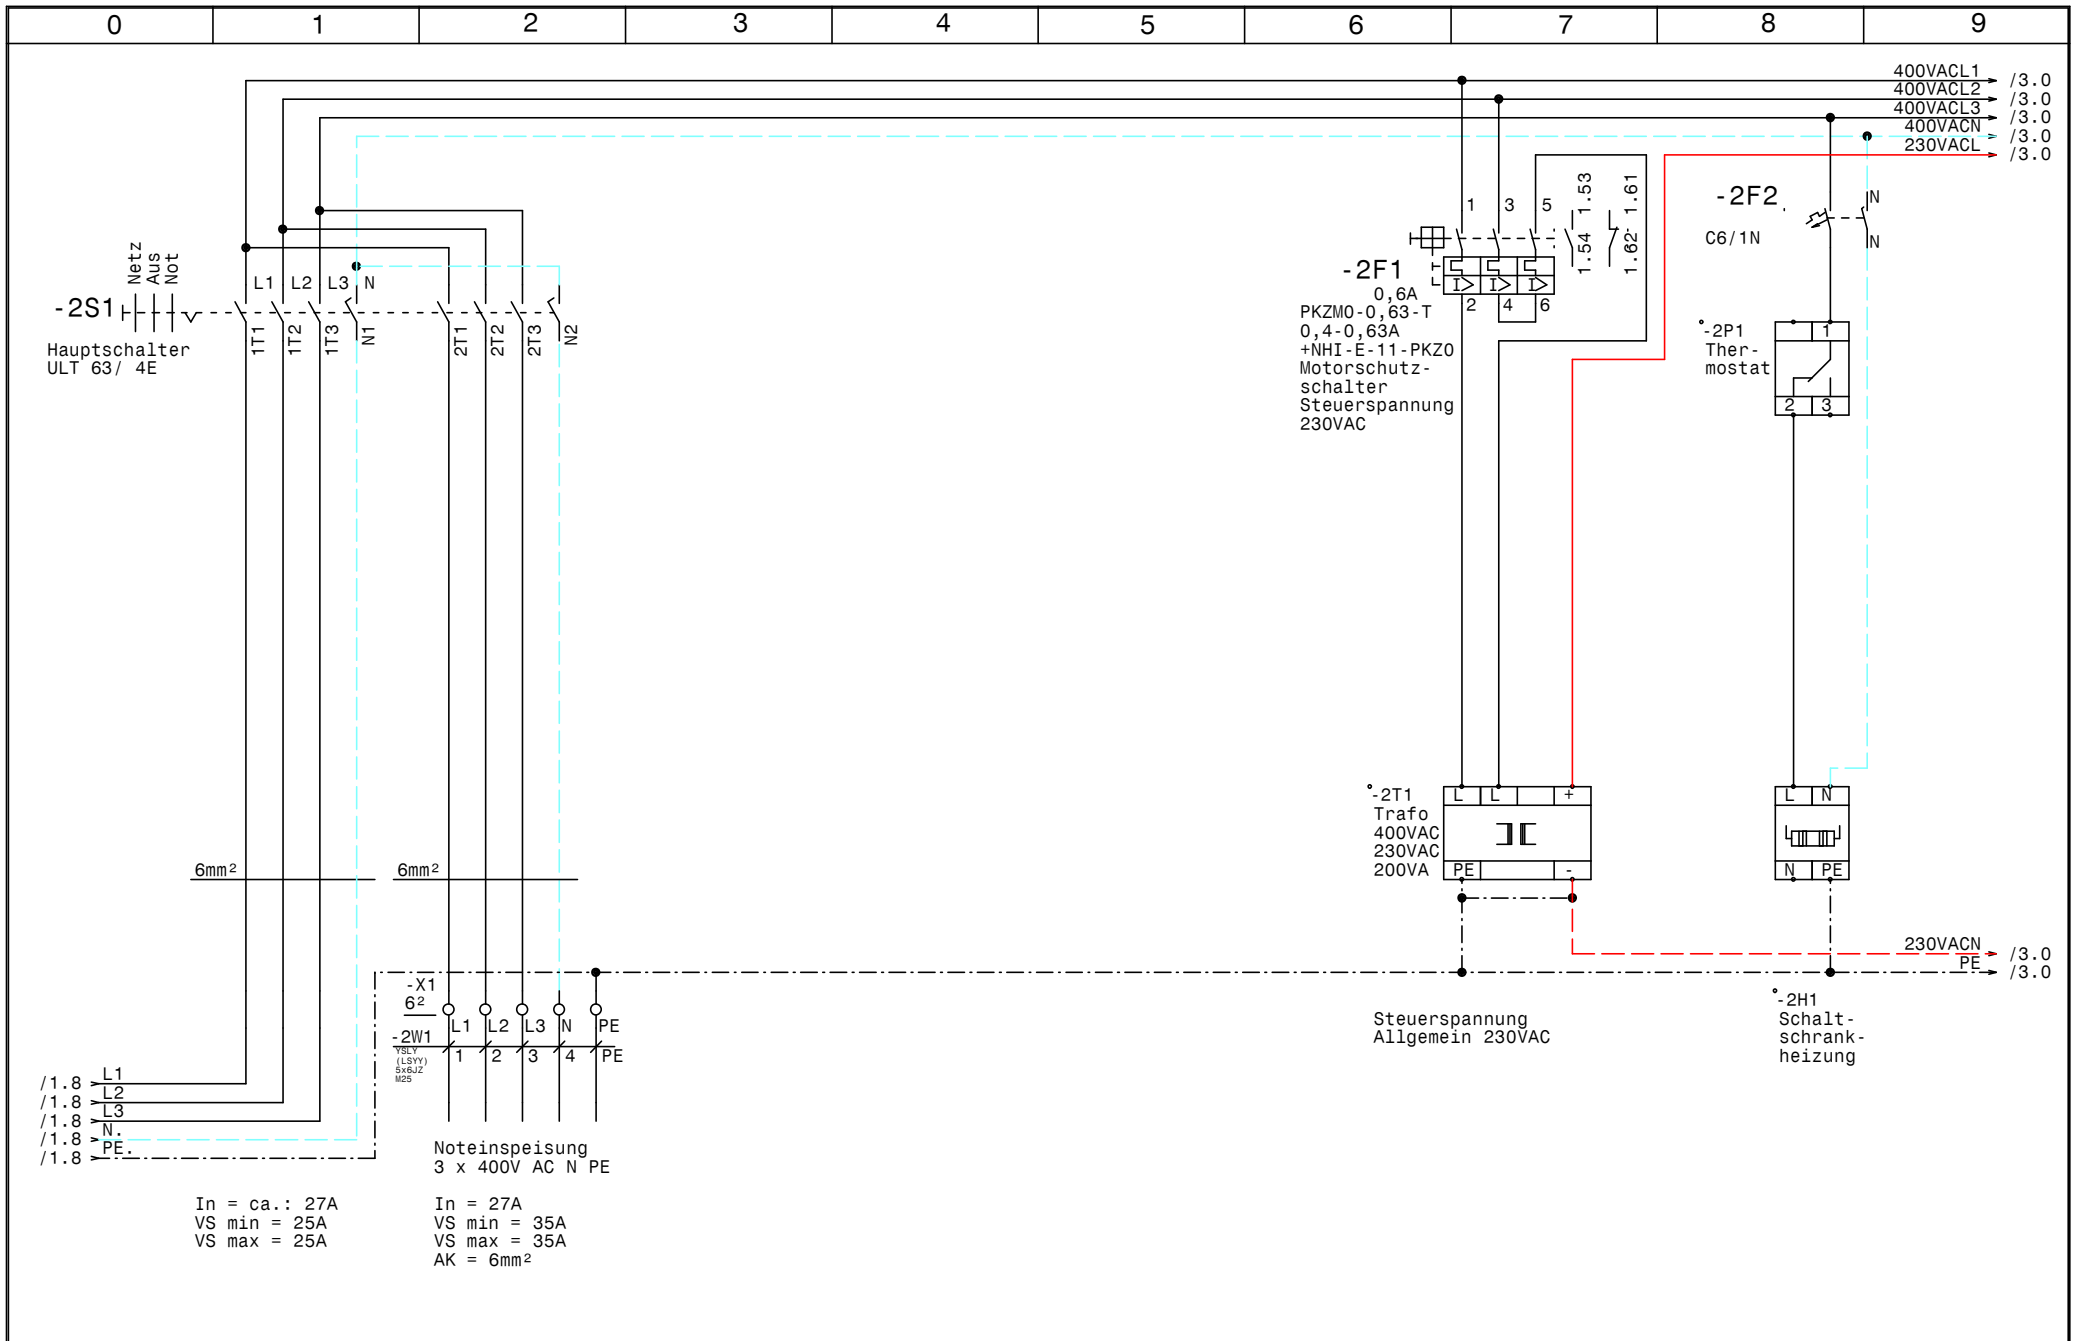 0 1 2 3 4 5 6 7 8 9
400VACL1 /3.0
400VACL2 /3.0
400VACL3 /3.0
400VACN /3.0
230VACL /3.0
-2S1
Netz
Aus
Not
Hauptschalter
ULT 63/ 4E
L1 L2 L3 N
1T1 1T2 1T3 N1
2T1 2T2 2T3 N2
1 3 5
1.53
1.54
1.61
1.62
-2F1
2 4 6
I> I> I>
0,6A
PKZMO-0,63-T
0,4-0,63A
+NHI-E-11-PKZ0
Motorschutz-
schalter
Steuerspannung
230VAC
-2F2
C6/1N
N
N
-2P1
Ther-
mostat
1
2 3
-2T1
Trafo
400VAC
230VAC
200VA
L L +
PE -
L N
N PE
6mm²
6mm²
230VACN /3.0
PE /3.0
-X1
6²
L1 L2 L3 N PE
-2W1
YSLY
(LSYY)
5x6JZ
M25
1 2 3 4 PE
Steuerspannung
Allgemein 230VAC
-2H1
Schalt-
schrank-
heizung
/1.8 L1
/1.8 L2
/1.8 L3
/1.8 N.
/1.8 PE.
Noteinspeisung
3 x 400V AC N PE
In = ca.: 27A
VS min = 25A
VS max = 25A
In = 27A
VS min = 35A
VS max = 35A
AK = 6mm²